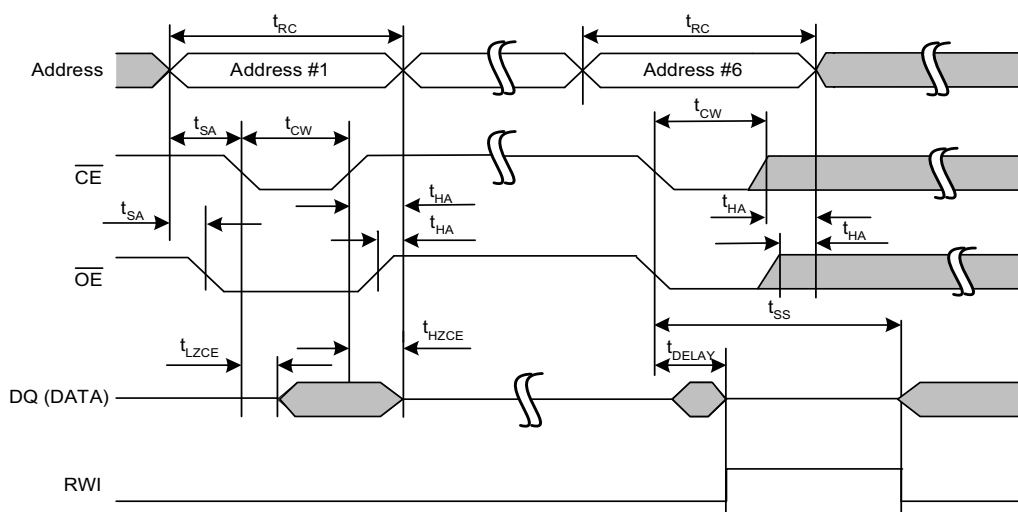 tRC tRC
Address Address #1 Address #6
tCW
tSA tCW
CE
tHA tHA
tSA
tHA tHA
OE
tSS
tLZCE tHZCE
tDELAY
DQ (DATA)
RWI